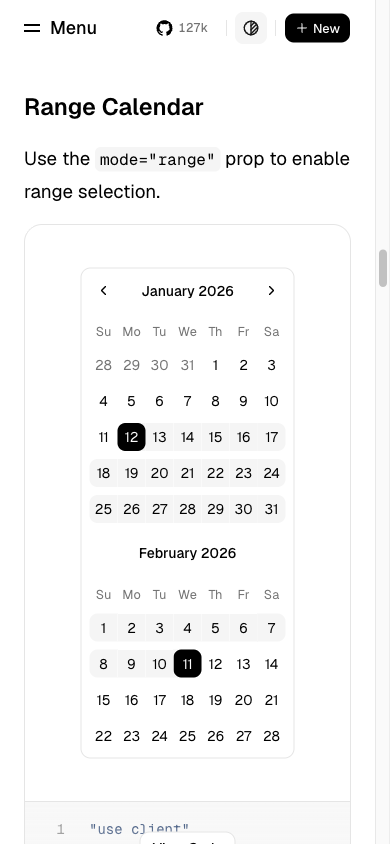 Menu 127k + New
Range Calendar
Use the mode="range" prop to enable
range selection.
January 2026
Su Mo Tu We Th Fr Sa
28 29 30 31 1 2 3
4 5 6 7 8 9 10
11 12 13 14 15 16 17
18 19 20 21 22 23 24
25 26 27 28 29 30 31
February 2026
Su Mo Tu We Th Fr Sa
1 2 3 4 5 6 7
8 9 10 11 12 13 14
15 16 17 18 19 20 21
22 23 24 25 26 27 28
1 "use client"